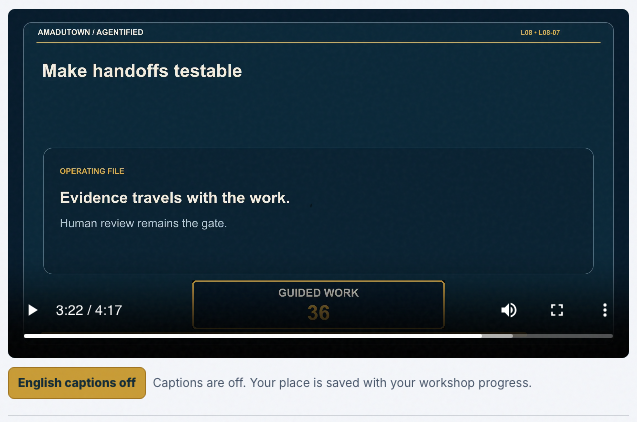 AMADUTOWN / AGENTIFIED
L08 • L08-07
Make handoffs testable
OPERATING FILE
Evidence travels with the work.
Human review remains the gate.
GUIDED WORK
36
3:22 / 4:17
English captions off
Captions are off. Your place is saved with your workshop progress.